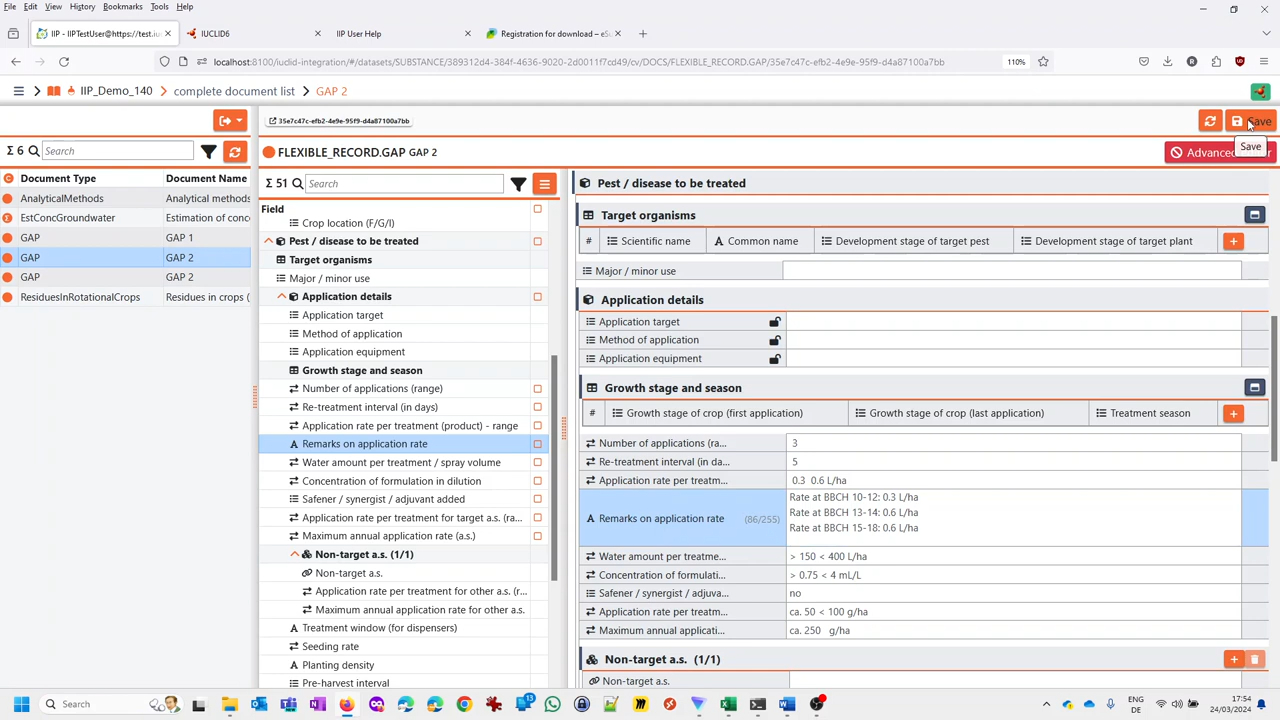 File Edit View History Bookmarks Tools Help
IIP - IIPTestUser@https://test.iu
IUCLID6
IIP User Help
Registration for download – eSu
localhost:8100/iuclid-integration/#/datasets/SUBSTANCE/389312d4-384f-4636-9020-2d0011f7cd49/cv/DOCS/FLEXIBLE_RECORD.GAP/35e7c47c-efb2-4e9e-95f9-d4a87100a7bb
110%
IIP_Demo_140
complete document list
GAP 2
35e7c47c-efb2-4e9e-95f9-d4a87100a7bb
Save
Σ 6 Search
FLEXIBLE_RECORD.GAP GAP 2
Save
Advance
Document Type Document Name
AnalyticalMethods Analytical methods
EstConcGroundwater Estimation of conc
GAP GAP 1
GAP GAP 2
GAP GAP 2
ResiduesInRotationalCrops Residues in crops (
Σ 51 Search
Field
Crop location (F/G/I)
Pest / disease to be treated
Target organisms
Major / minor use
Application details
Application target
Method of application
Application equipment
Growth stage and season
Number of applications (range)
Re-treatment interval (in days)
Application rate per treatment (product) - range
Remarks on application rate
Water amount per treatment / spray volume
Concentration of formulation in dilution
Safener / synergist / adjuvant added
Application rate per treatment for target a.s. (ra...
Maximum annual application rate (a.s.)
Non-target a.s. (1/1)
Non-target a.s.
Application rate per treatment for other a.s. (r...
Maximum annual application rate for other a.s.
Treatment window (for dispensers)
Seeding rate
Planting density
Pre-harvest interval
Pest / disease to be treated
Target organisms
# Scientific name Common name Development stage of target pest Development stage of target plant
Major / minor use
Application details
Application target
Method of application
Application equipment
Growth stage and season
# Growth stage of crop (first application) Growth stage of crop (last application) Treatment season
Number of applications (ra... 3
Re-treatment interval (in da... 5
Application rate per treatm... 0.3 0.6 L/ha
Remarks on application rate (86/255)
Rate at BBCH 10-12: 0.3 L/ha
Rate at BBCH 13-14: 0.6 L/ha
Rate at BBCH 15-18: 0.6 L/ha
Water amount per treatme... > 150 < 400 L/ha
Concentration of formulati... > 0.75 < 4 mL/L
Safener / synergist / adjuva... no
Application rate per treatm... ca. 50 < 100 g/ha
Maximum annual applicati... ca. 250 g/ha
Non-target a.s. (1/1)
Non-target a.s.
Search
13
ENG
DE
17:54
24/03/2024